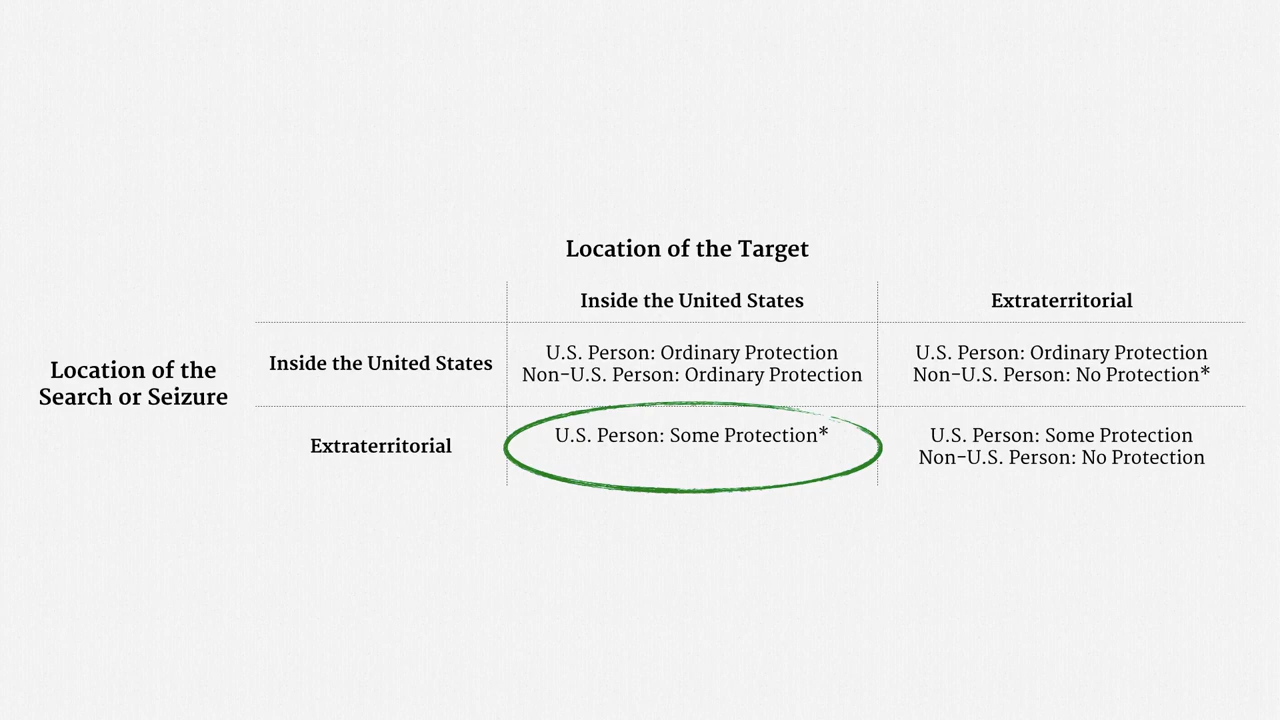 Location of the Target
Inside the United States
Extraterritorial
Location of the
Search or Seizure
Inside the United States
U.S. Person: Ordinary Protection
Non-U.S. Person: Ordinary Protection
U.S. Person: Ordinary Protection
Non-U.S. Person: No Protection*
Extraterritorial
U.S. Person: Some Protection*
U.S. Person: Some Protection
Non-U.S. Person: No Protection